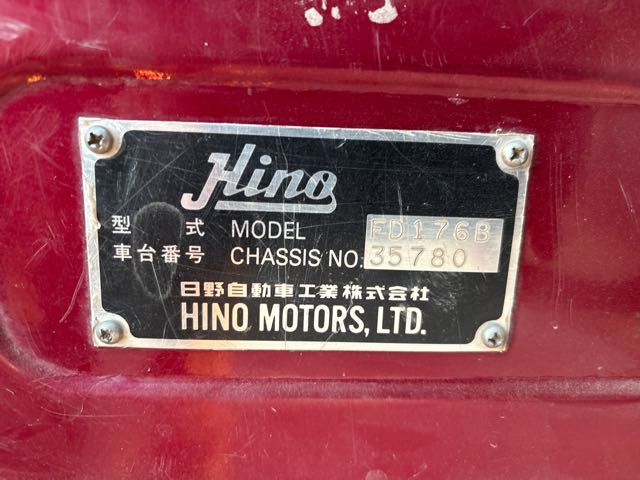 Hino
型 式 MODEL FD176B
車台番号 CHASSIS NO. 35780
日野自動車工業株式会社
HINO MOTORS, LTD.